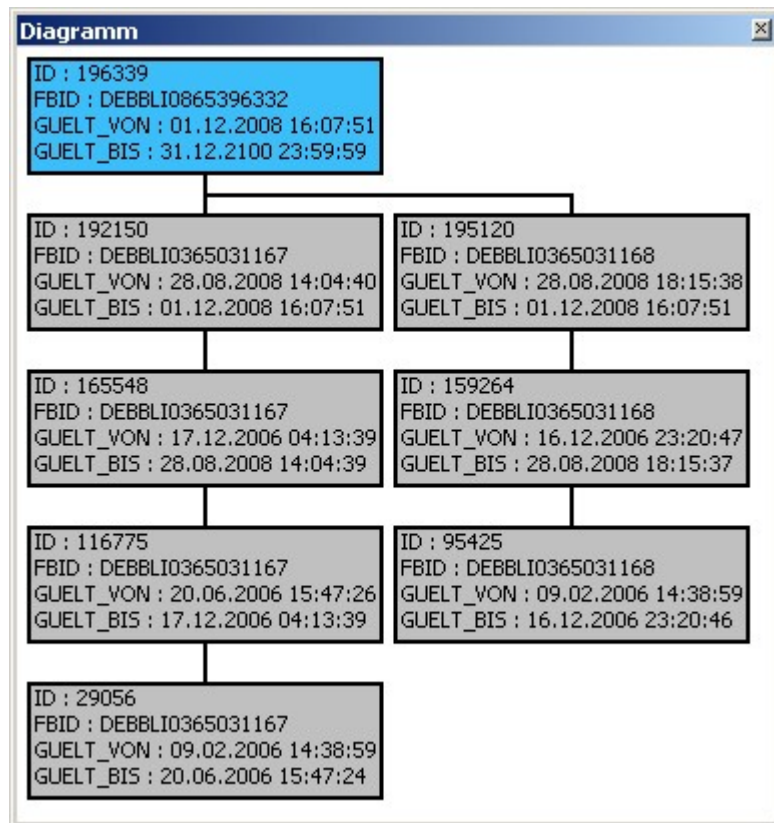 Diagramm
ID : 196339
FBID : DEBBLI0865396332
GUELT_VON : 01.12.2008 16:07:51
GUELT_BIS : 31.12.2100 23:59:59
ID : 192150
FBID : DEBBLI0365031167
GUELT_VON : 28.08.2008 14:04:40
GUELT_BIS : 01.12.2008 16:07:51
ID : 195120
FBID : DEBBLI0365031168
GUELT_VON : 28.08.2008 18:15:38
GUELT_BIS : 01.12.2008 16:07:51
ID : 165548
FBID : DEBBLI0365031167
GUELT_VON : 17.12.2006 04:13:39
GUELT_BIS : 28.08.2008 14:04:39
ID : 159264
FBID : DEBBLI0365031168
GUELT_VON : 16.12.2006 23:20:47
GUELT_BIS : 28.08.2008 18:15:37
ID : 116775
FBID : DEBBLI0365031167
GUELT_VON : 20.06.2006 15:47:26
GUELT_BIS : 17.12.2006 04:13:39
ID : 95425
FBID : DEBBLI0365031168
GUELT_VON : 09.02.2006 14:38:59
GUELT_BIS : 16.12.2006 23:20:46
ID : 29056
FBID : DEBBLI0365031167
GUELT_VON : 09.02.2006 14:38:59
GUELT_BIS : 20.06.2006 15:47:24